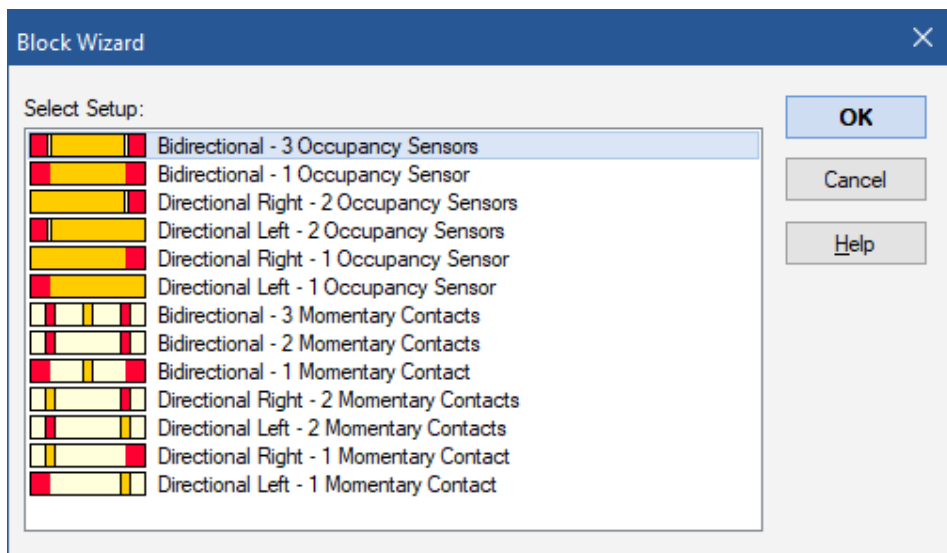 Block Wizard
Select Setup:
Bidirectional - 3 Occupancy Sensors
Bidirectional - 1 Occupancy Sensor
Directional Right - 2 Occupancy Sensors
Directional Left - 2 Occupancy Sensors
Directional Right - 1 Occupancy Sensor
Directional Left - 1 Occupancy Sensor
Bidirectional - 3 Momentary Contacts
Bidirectional - 2 Momentary Contacts
Bidirectional - 1 Momentary Contact
Directional Right - 2 Momentary Contacts
Directional Left - 2 Momentary Contacts
Directional Right - 1 Momentary Contact
Directional Left - 1 Momentary Contact
OK
Cancel
Help